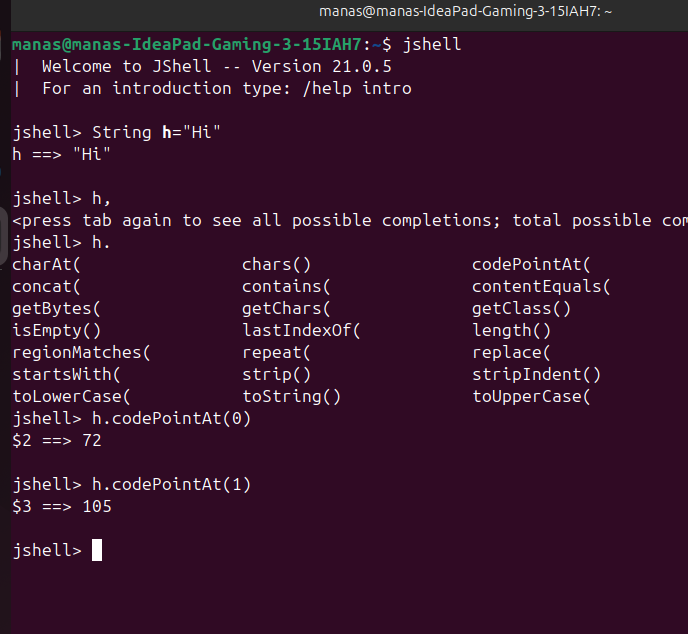 manas@manas-IdeaPad-Gaming-3-15IAH7: ~
manas@manas-IdeaPad-Gaming-3-15IAH7:~$ jshell
|  Welcome to JShell -- Version 21.0.5
|  For an introduction type: /help intro
jshell> String h="Hi"
h ==> "Hi"
jshell> h,
<press tab again to see all possible completions; total possible
jshell> h.
charAt( chars() codePointAt(
concat( contains( contentEquals(
getBytes( getChars( getClass()
isEmpty() lastIndexOf( length()
regionMatches( repeat( replace(
startsWith( strip() stripIndent()
toLowerCase( toString() toUpperCase(
jshell> h.codePointAt(0)
$2 ==> 72
jshell> h.codePointAt(1)
$3 ==> 105
jshell>